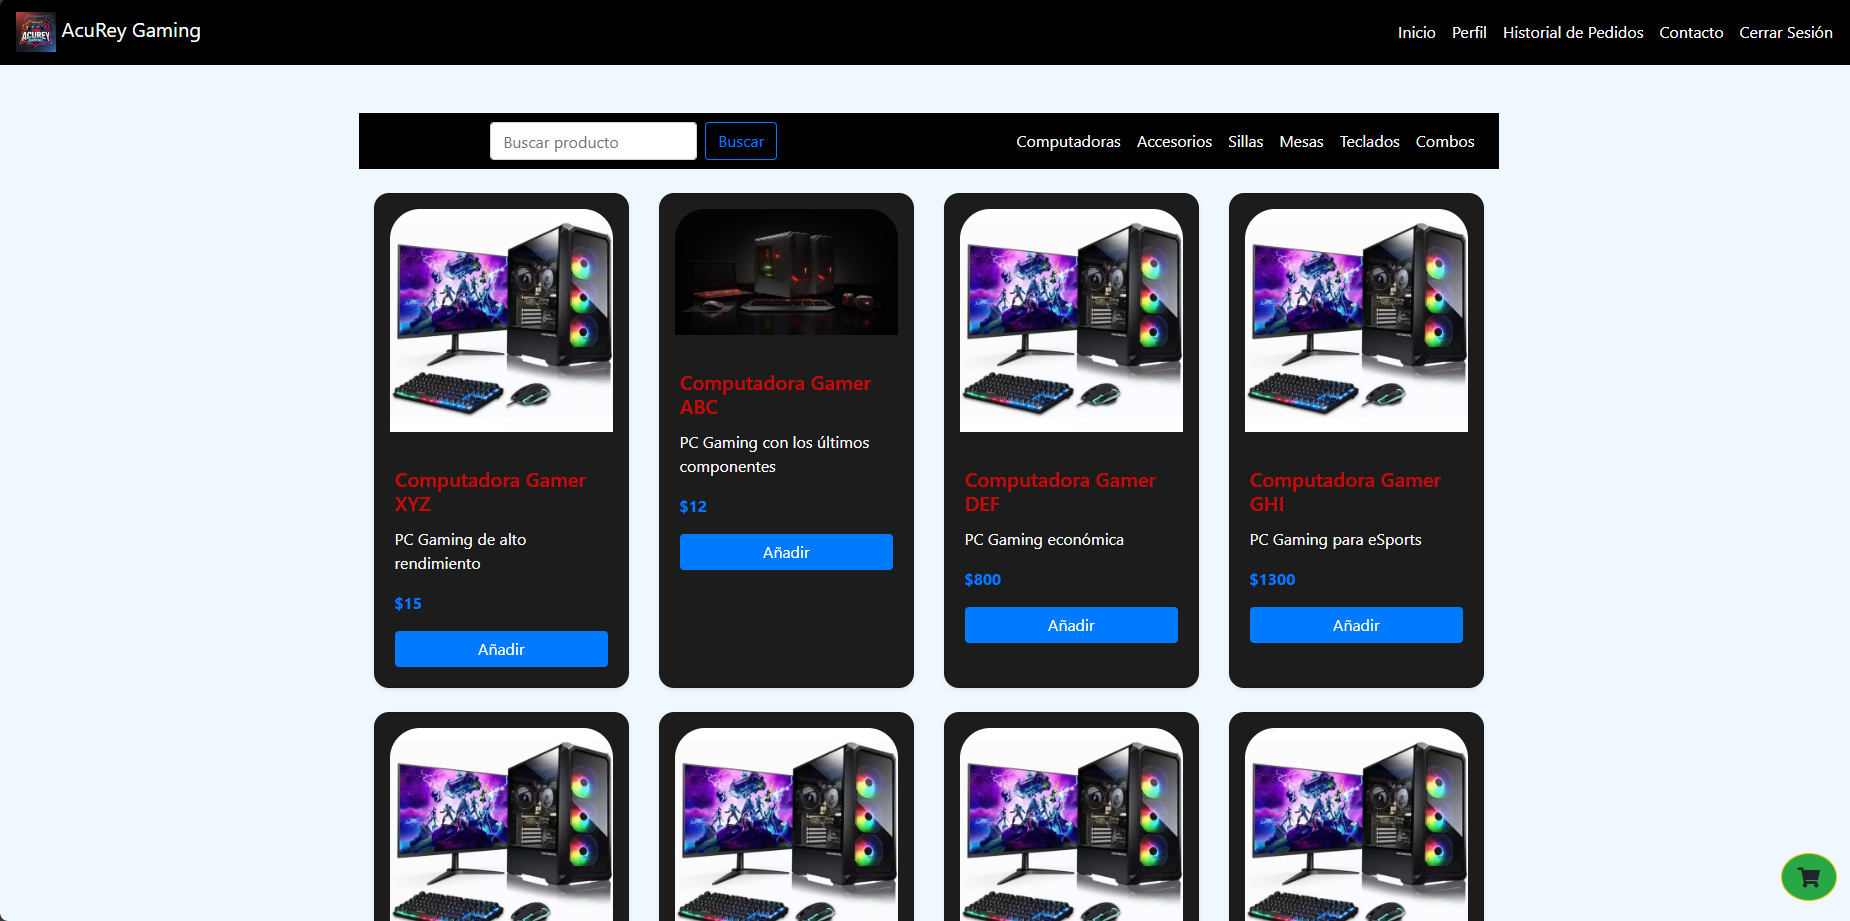 ACUREY
AcuRey Gaming
Inicio
Perfil
Historial de Pedidos
Contacto
Cerrar Sesión
Buscar producto
Buscar
Computadoras
Accesorios
Sillas
Mesas
Teclados
Combos
Computadora Gamer
XYZ
PC Gaming de alto
rendimiento
$15
Añadir
Computadora Gamer
ABC
PC Gaming con los últimos
componentes
$12
Añadir
Computadora Gamer
DEF
PC Gaming económica
$800
Añadir
Computadora Gamer
GHI
PC Gaming para eSports
$1300
Añadir